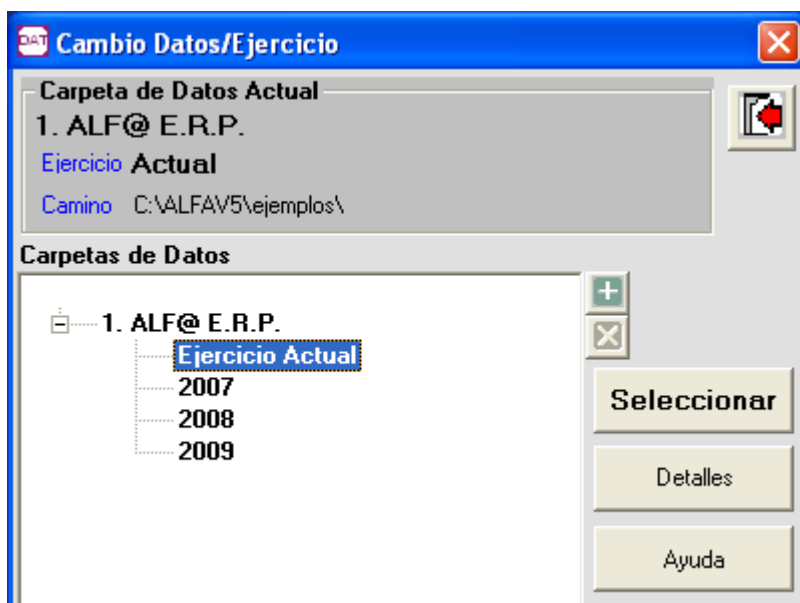 DAT Cambio Datos/Ejercicio
Carpeta de Datos Actual
1. ALF@ E.R.P.
Ejercicio Actual
Camino C:\ALFAV5\ejemplos\
Carpetas de Datos
1. ALF@ E.R.P.
Ejercicio Actual
2007
2008
2009
Seleccionar
Detalles
Ayuda